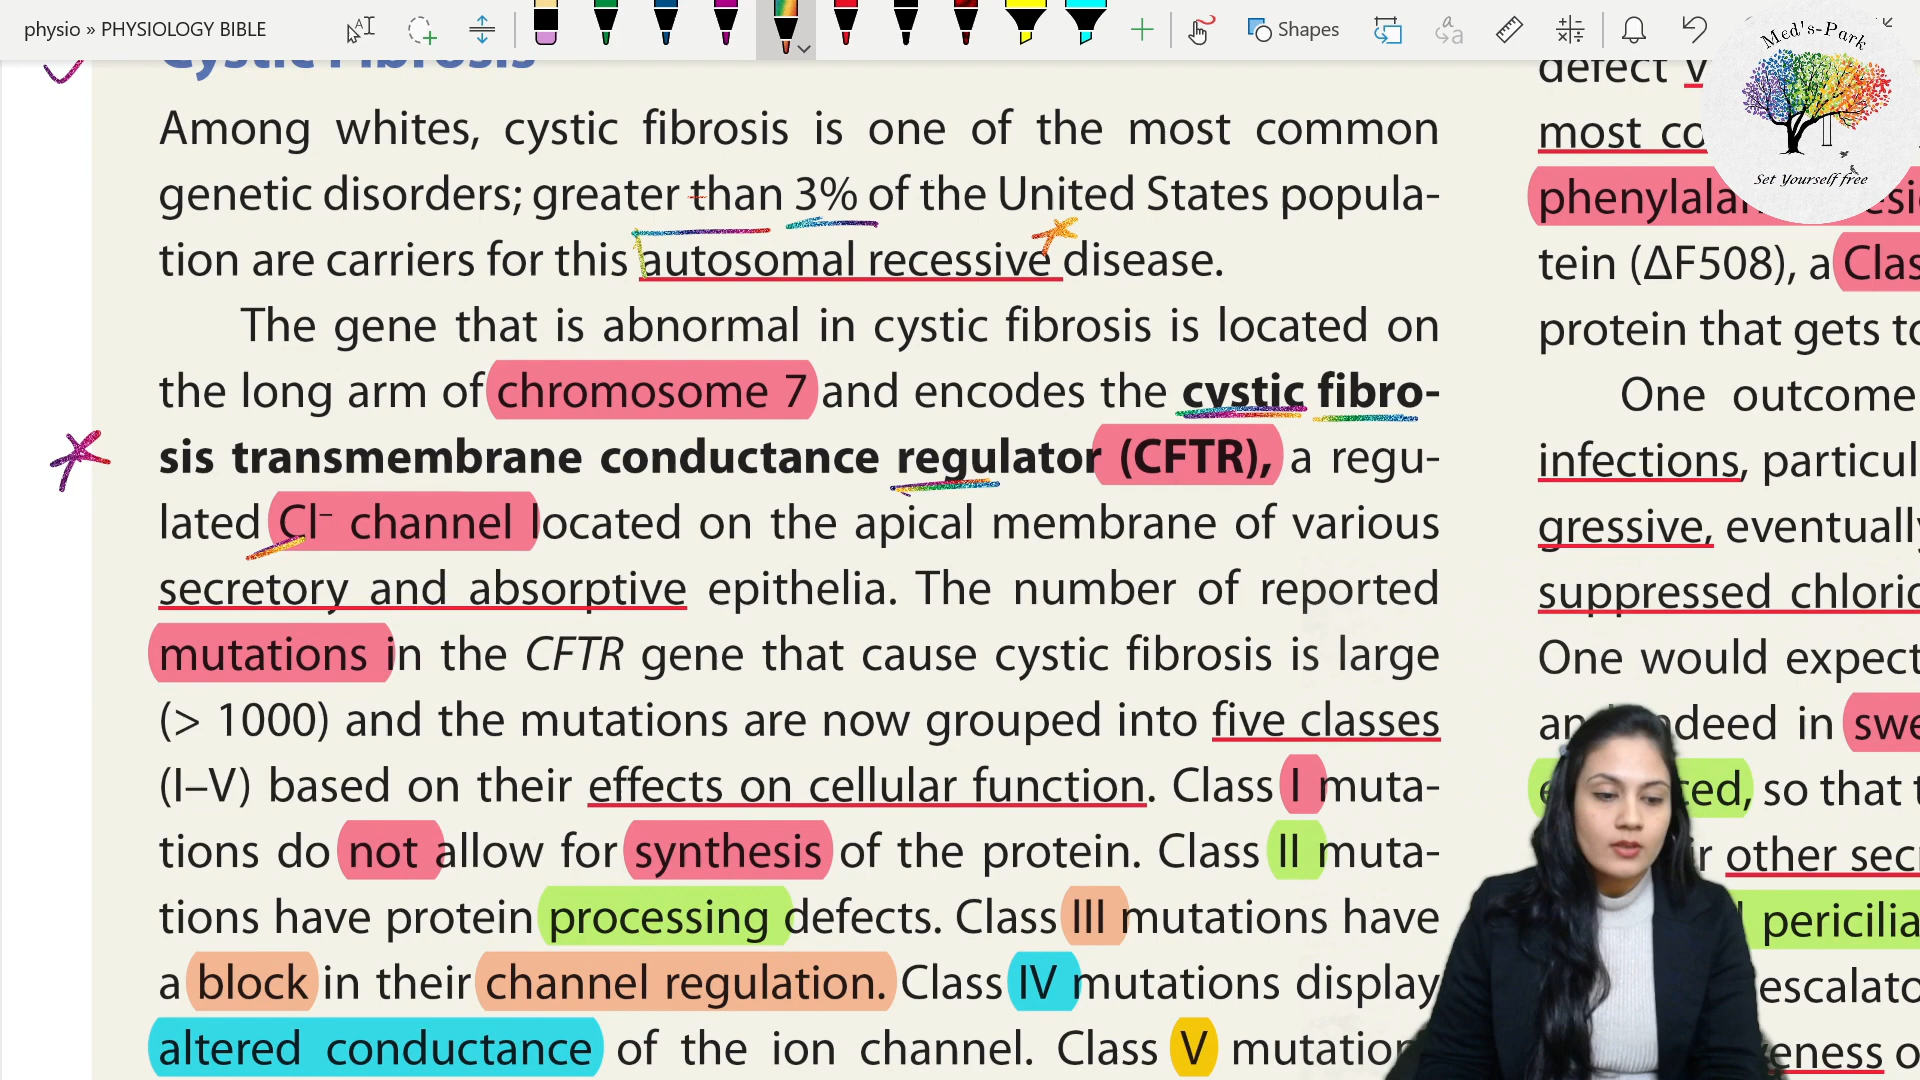 physio » PHYSIOLOGY BIBLE
Shapes
Med's-Park
Set Yourself free
Cystic Fibrosis
Among whites, cystic fibrosis is one of the most common
genetic disorders; greater than 3% of the United States popula-
tion are carriers for this autosomal recessive disease.
The gene that is abnormal in cystic fibrosis is located on
the long arm of chromosome 7 and encodes the cystic fibro-
sis transmembrane conductance regulator (CFTR), a regu-
lated Cl⁻ channel located on the apical membrane of various
secretory and absorptive epithelia. The number of reported
mutations in the CFTR gene that cause cystic fibrosis is large
(> 1000) and the mutations are now grouped into five classes
(I–V) based on their effects on cellular function. Class I muta-
tions do not allow for synthesis of the protein. Class II muta-
tions have protein processing defects. Class III mutations have
a block in their channel regulation. Class IV mutations display
altered conductance of the ion channel. Class V mutation
defect
most
tein (ΔF508), a Clas
protein that gets
One outcome
infections, particul
gressive, eventually
suppressed chlorid
One would expect
indeed in
so that
other
pericilia
escalato